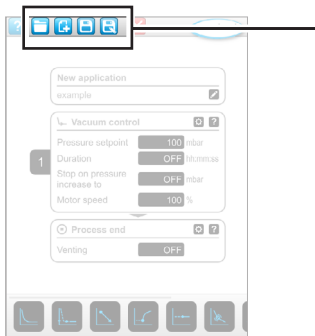 ?
New application
example
Vacuum control ?
Pressure setpoint 100 mbar
Duration OFF hh:mm:ss
Stop on pressure
increase to OFF mbar
Motor speed 100 %
1
Process end ?
Venting OFF